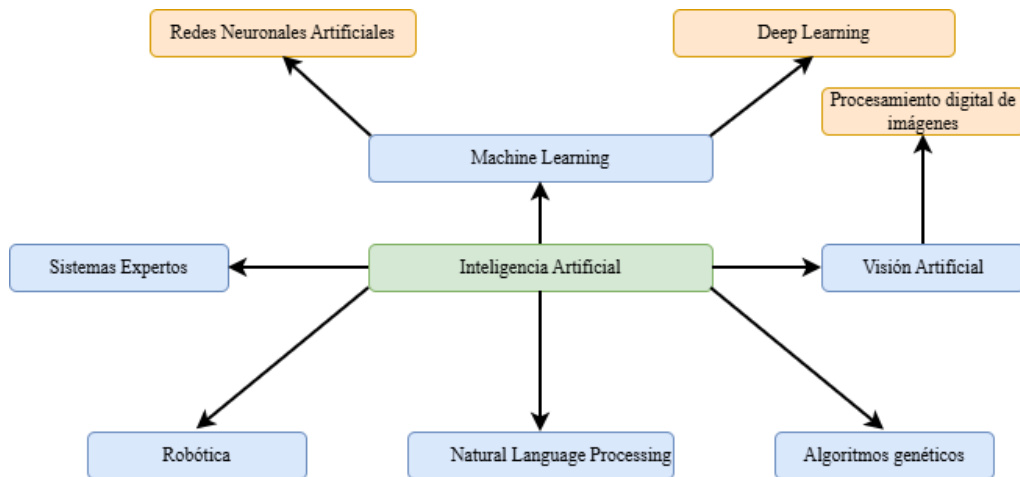 Redes Neuronales Artificiales
Deep Learning
Procesamiento digital de
imágenes
Machine Learning
Sistemas Expertos
Inteligencia Artificial
Visión Artificial
Robótica
Natural Language Processing
Algoritmos genéticos